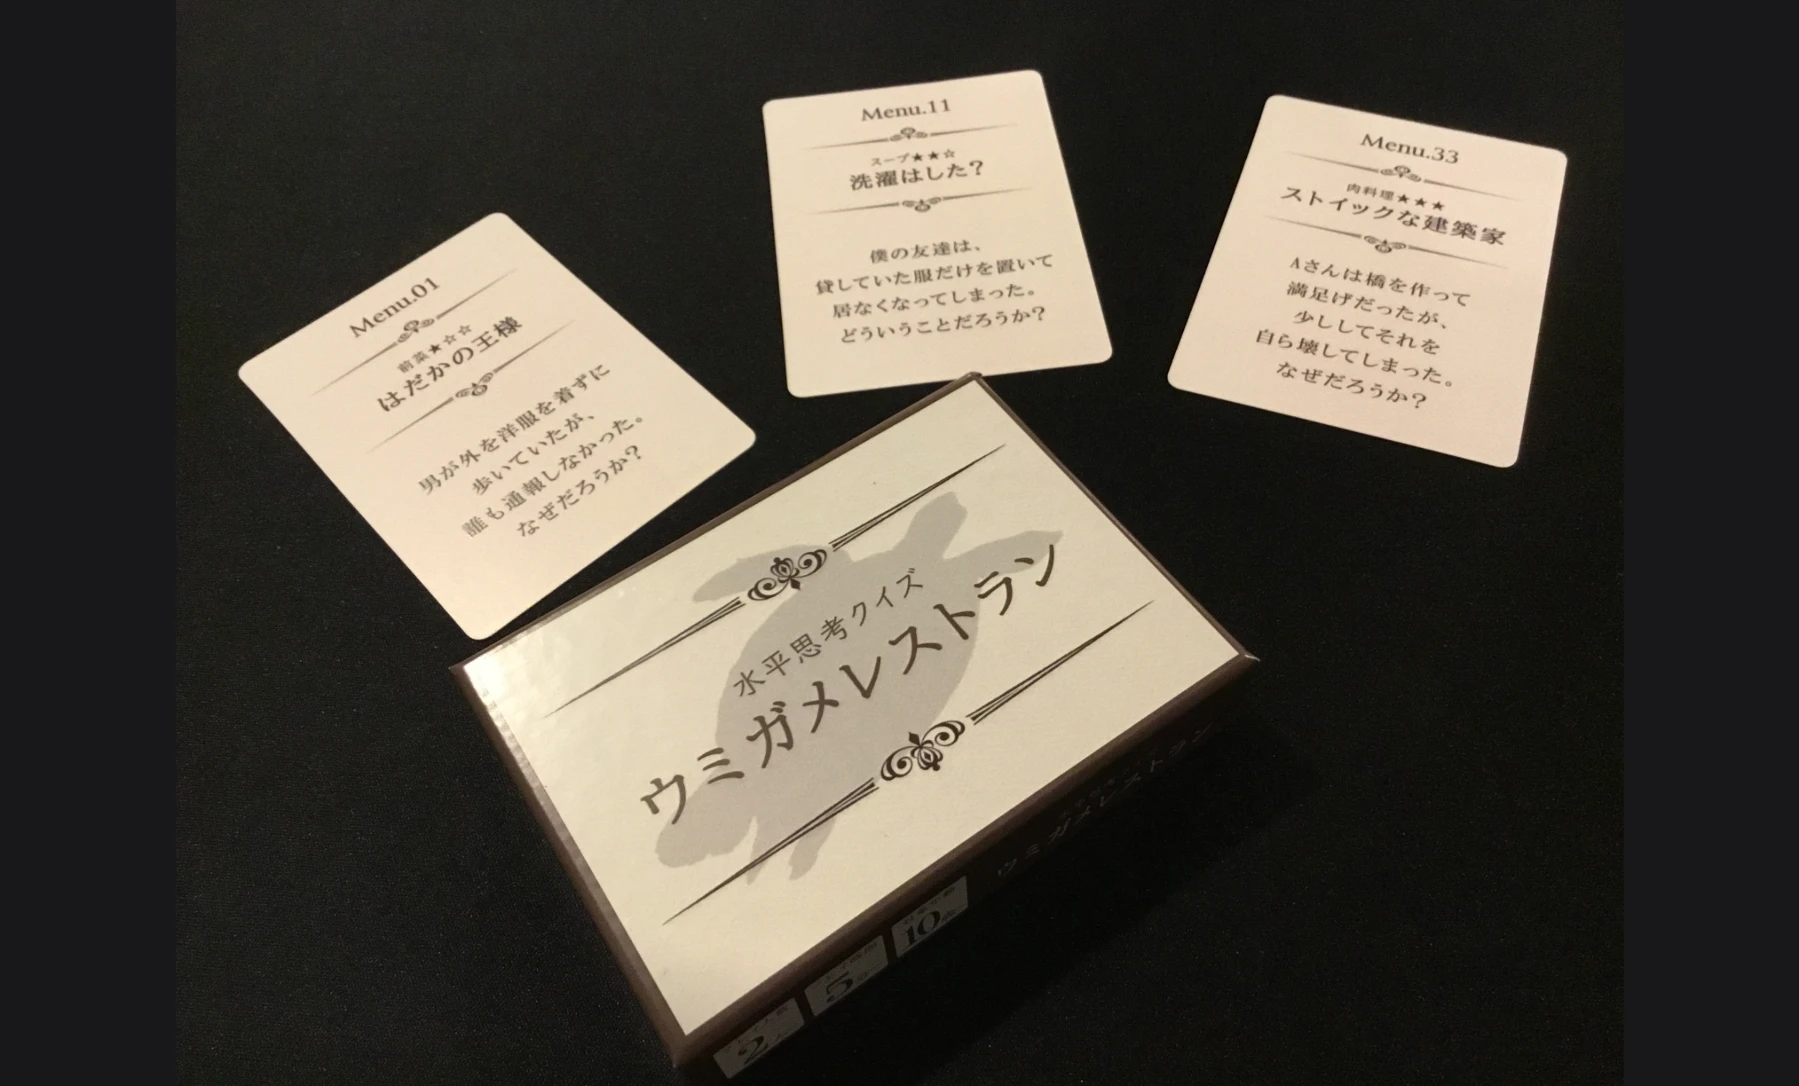 Menu.01
前菜★☆☆
はだかの王様
男が外を洋服を着ずに
歩いていたが、
誰も通報しなかった。
なぜだろうか?
Menu.11
スープ★★☆
洗濯はした?
僕の友達は、
貸していた服だけを置いて
居なくなってしまった。
どういうことだろうか?
Menu.33
肉料理★★★
ストイックな建築家
Aさんは橋を作って
満足げだったが、
少ししてそれを
自ら壊してしまった。
なぜだろうか?
水平思考クイズ
ウミガメレストラン
ウミガメレストラン
2
5
10